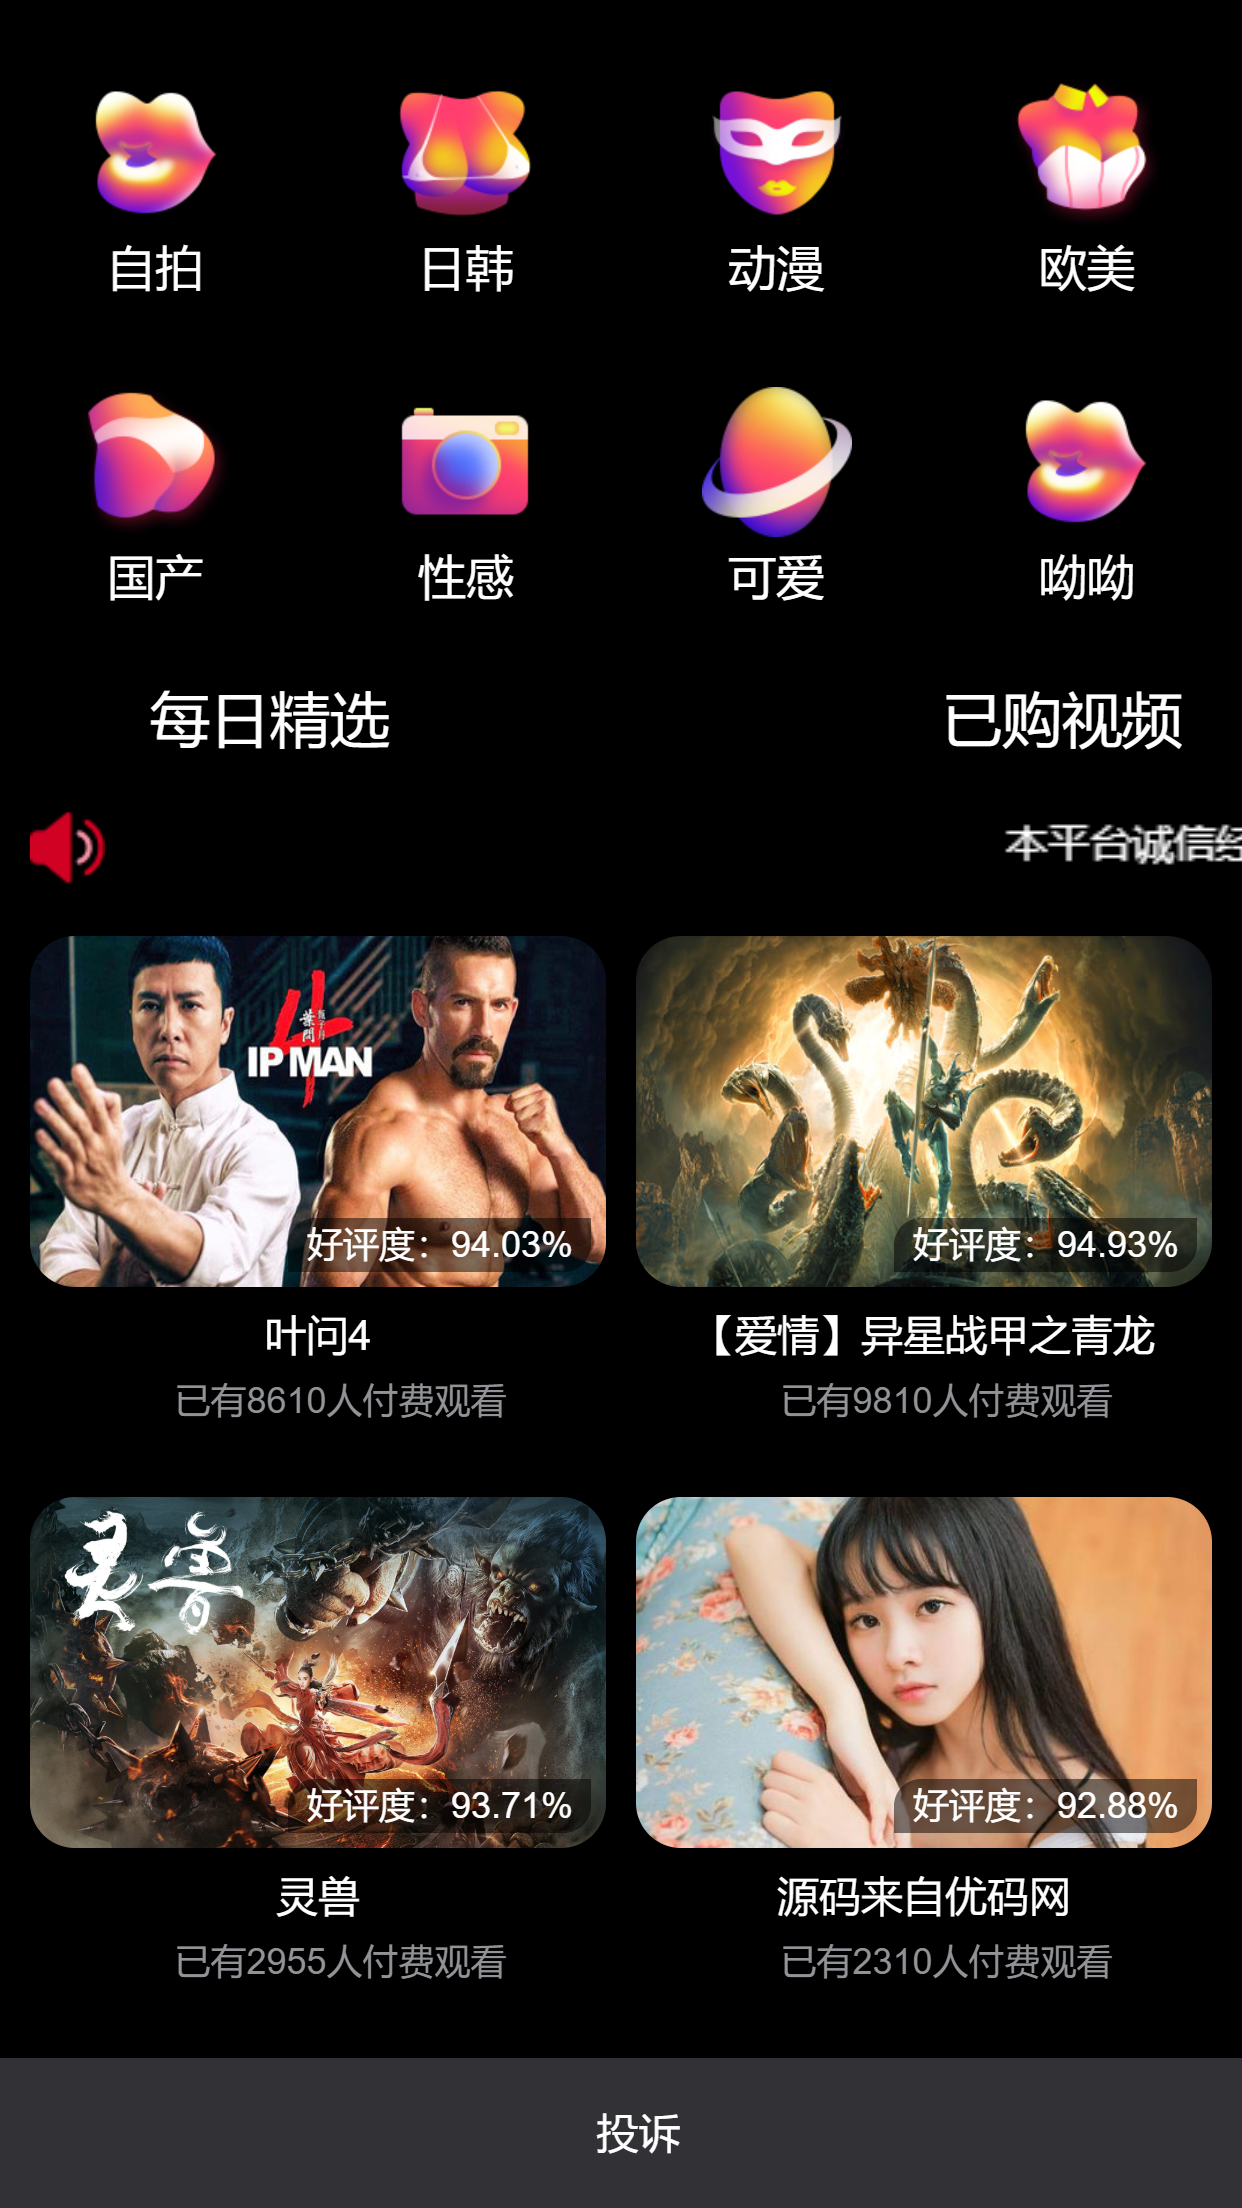 自拍 日韩 动漫 欧美
国产 性感 可爱 呦呦
每日精选 已购视频
本平台诚信经
葉問
4
IP MAN
好评度：94.03%
好评度：94.93%
叶问4
【爱情】异星战甲之青龙
已有8610人付费观看
已有9810人付费观看
灵兽
好评度：93.71%
好评度：92.88%
灵兽
源码来自优码网
已有2955人付费观看
已有2310人付费观看
投诉